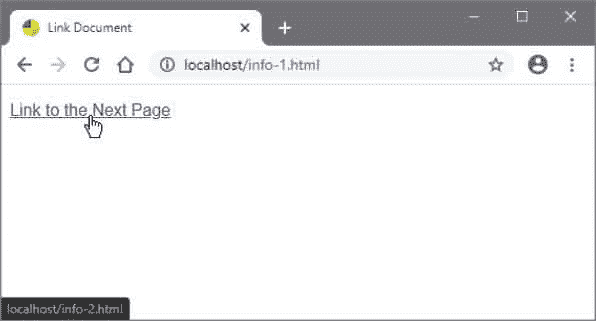 Link Document
localhost/info-1.html
Link to the Next Page
localhost/info-2.html